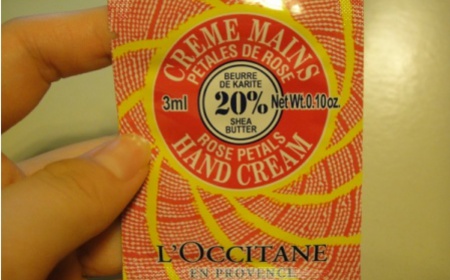 CREME MAINS
PETALES DE ROSE
BEURRE
DE KARITE
3ml 20% Net Wt.0.10oz.
SHEA
BUTTER
ROSE PETALS
HAND CREAM
L'OCCITANE
EN PROVENCE